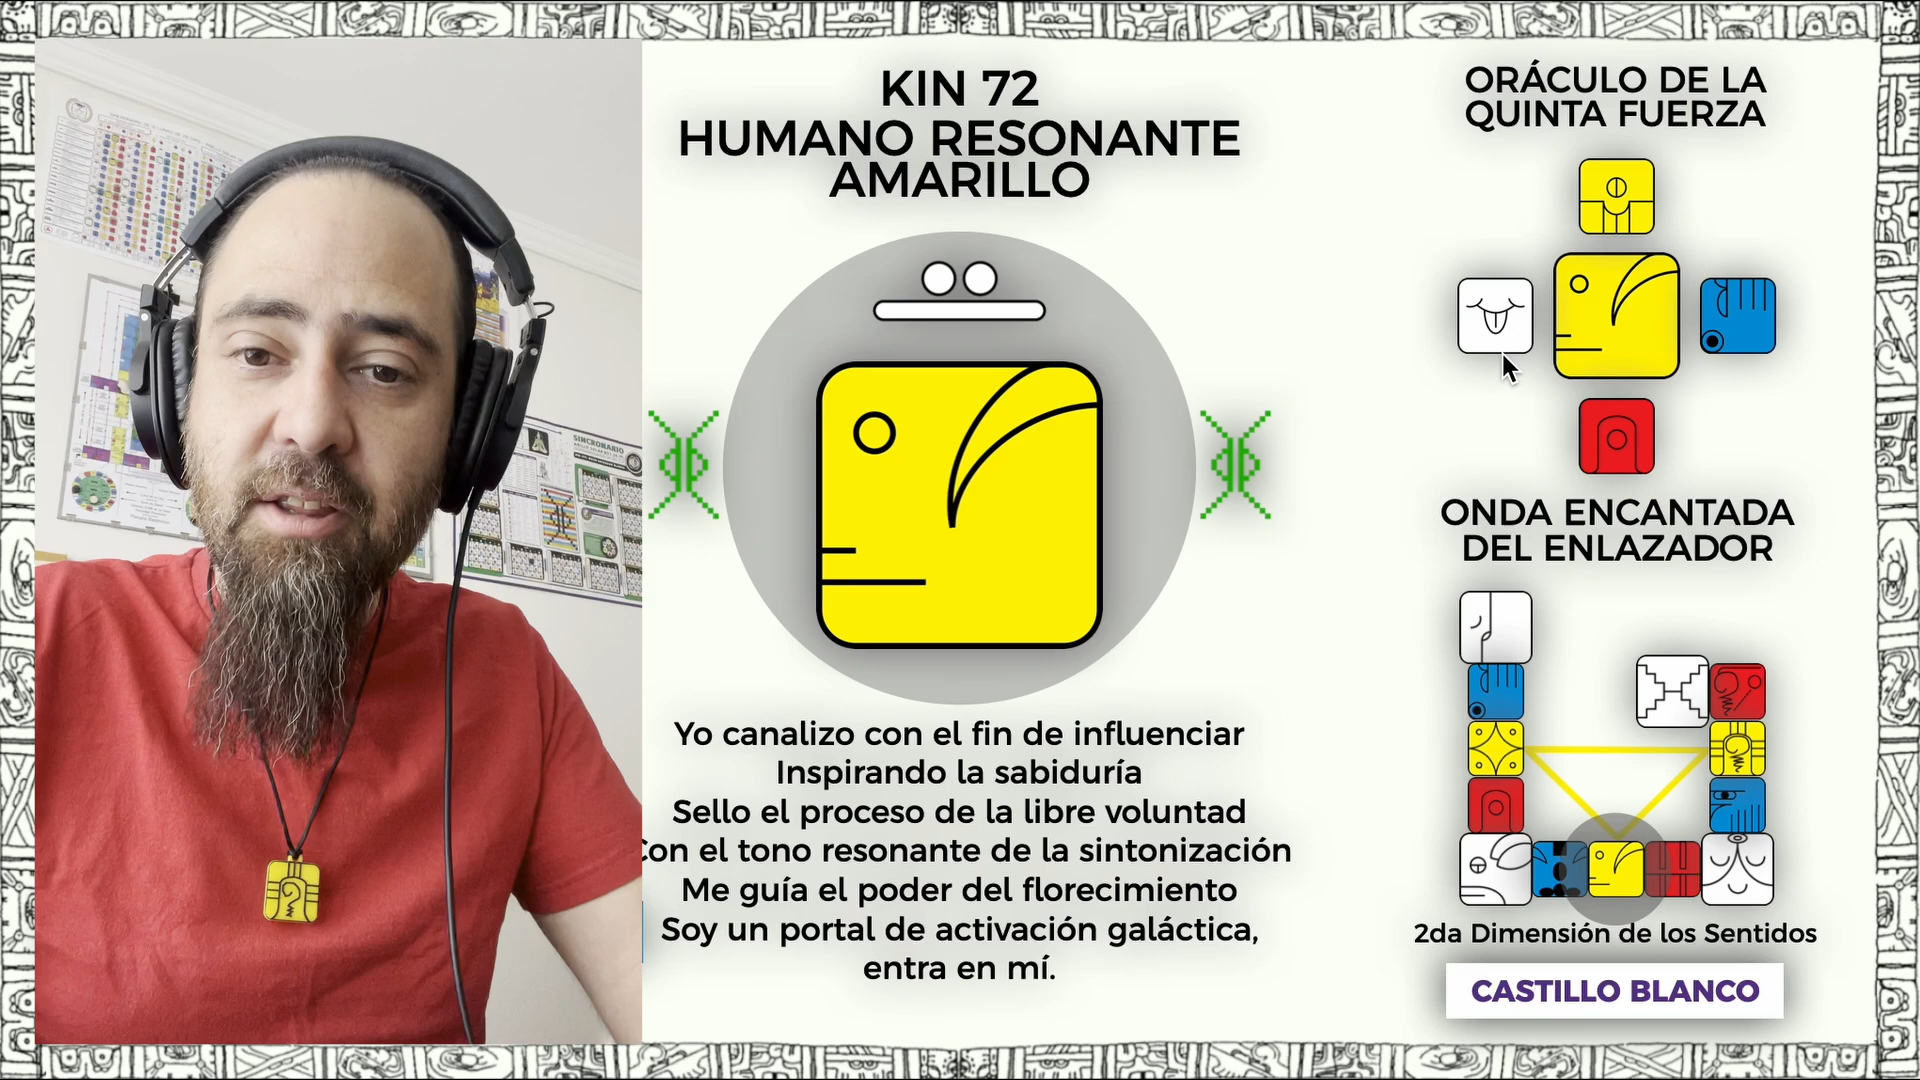 KIN 72
HUMANO RESONANTE
AMARILLO
Yo canalizo con el fin de influenciar
Inspirando la sabiduría
Sello el proceso de la libre voluntad
Con el tono resonante de la sintonización
Me guía el poder del florecimiento
Soy un portal de activación galáctica,
entra en mí.
ORÁCULO DE LA
QUINTA FUERZA
ONDA ENCANTADA
DEL ENLAZADOR
2da Dimensión de los Sentidos
CASTILLO BLANCO
SINCRONARIO